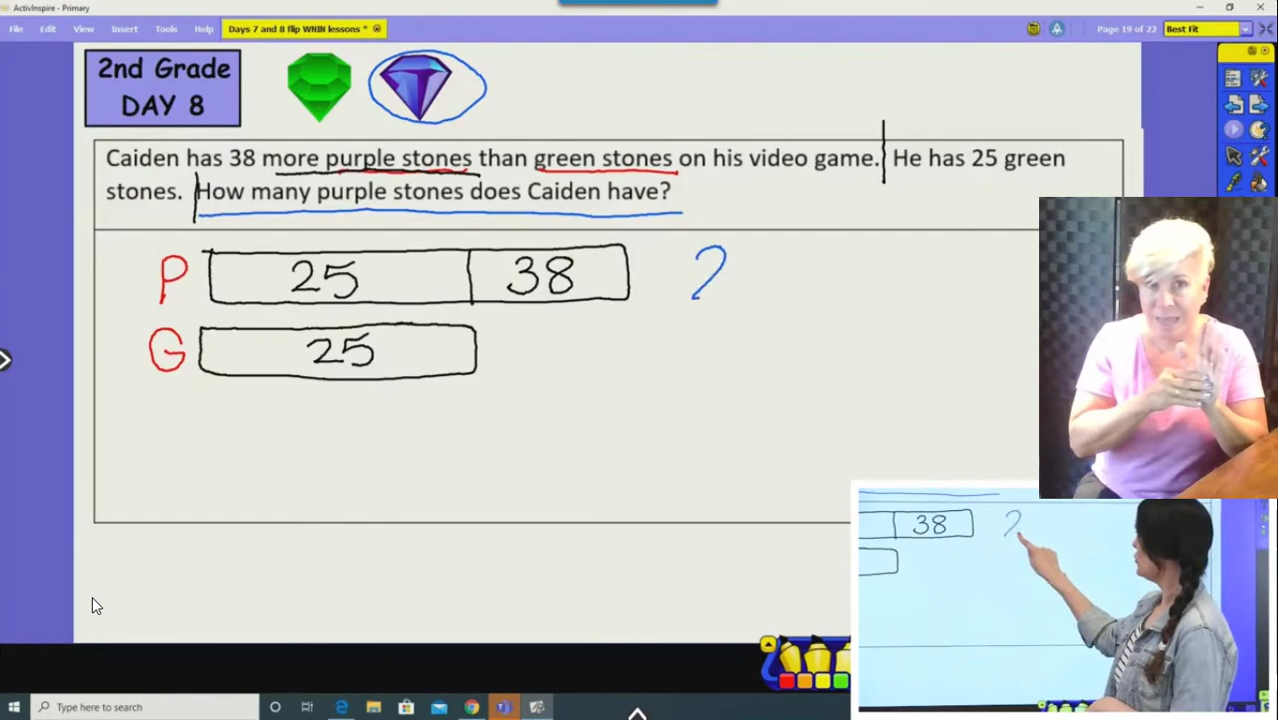 ActivInspire - Primary
File Edit View Insert Tools Help Days 7 and 8 flip WNIN lessons * Page 19 of 22 Best Fit
2nd Grade
DAY 8
Caiden has 38 more purple stones than green stones on his video game. He has 25 green
stones. How many purple stones does Caiden have?
P 25 38 ?
G 25
38 ?
Type here to search